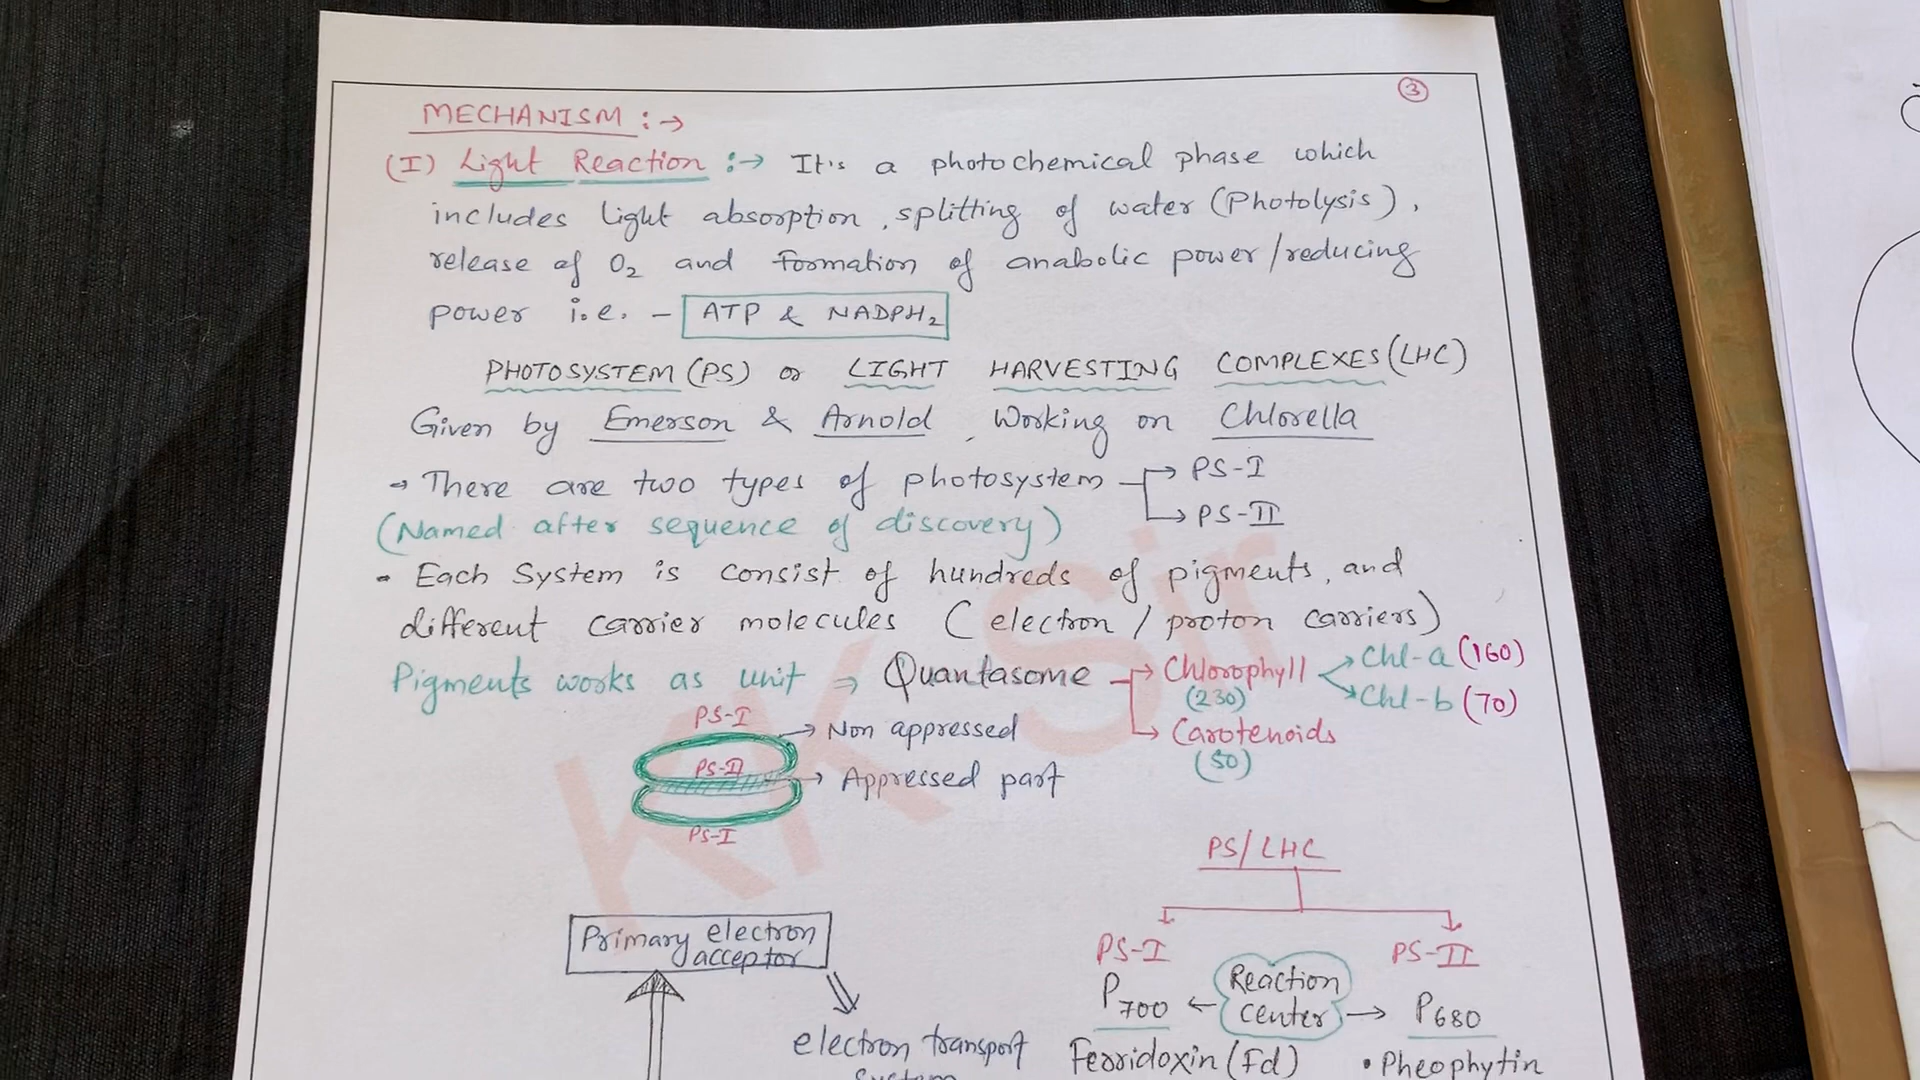 ③
MECHANISM :→
(I) Light Reaction :→ It's a photochemical phase which
includes light absorption, splitting of water (Photolysis),
release of O₂ and formation of anabolic power/reducing
power i.e. - ATP & NADPH₂
PHOTOSYSTEM (PS) or LIGHT HARVESTING COMPLEXES (LHC)
Given by Emerson & Arnold, Working on Chlorella
→ There are two types of photosystem → PS-I
→ PS-II
(Named after sequence of discovery)
- Each System is consist of hundreds of pigments, and
different carrier molecules (electron / proton carriers)
Pigments works as unit ⇒ Quantasome → Chlorophyll → Chl-a (160)
(230) → Chl-b (70)
→ Carotenoids
(50)
PS-I
→ Non appressed
PS-II
→ Appressed part
PS-I
KK Sir
PS/LHC
PS-I PS-II
P700 ← Reaction center → P680
Ferridoxin (Fd) • Pheophytin
Primary electron
acceptor
electron transport
system